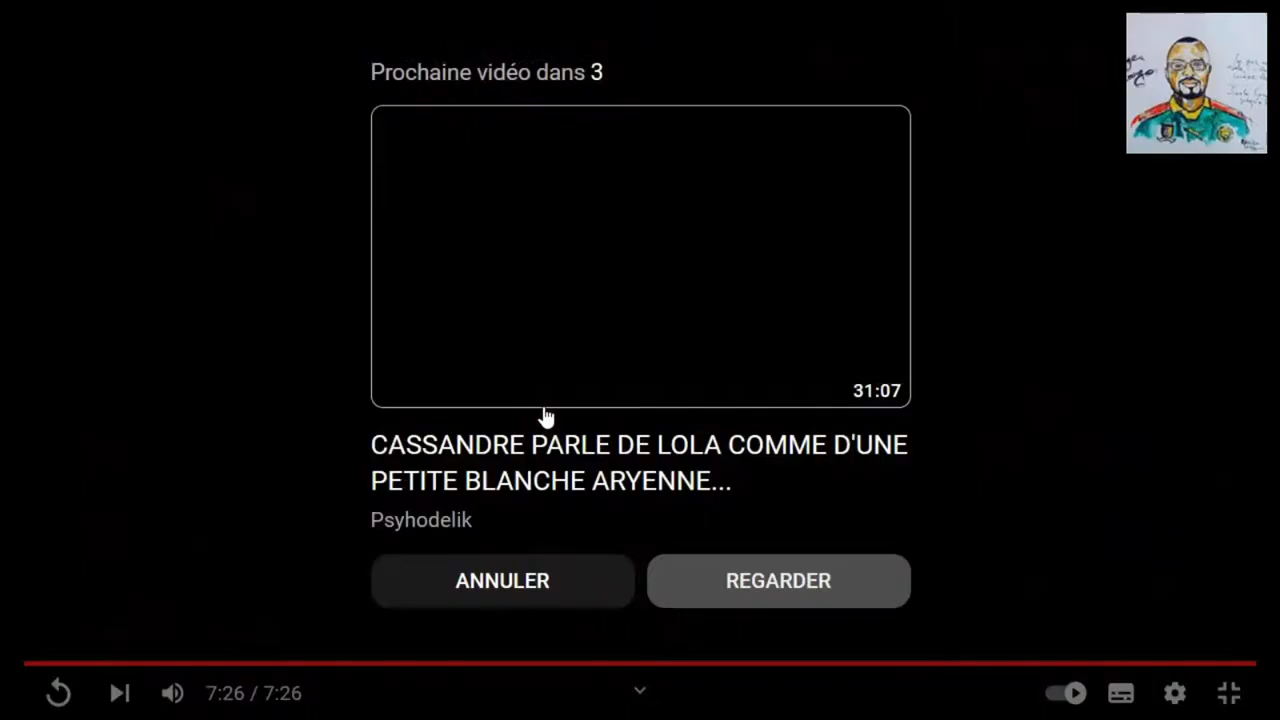 Prochaine vidéo dans 3
31:07
CASSANDRE PARLE DE LOLA COMME D'UNE
PETITE BLANCHE ARYENNE...
Psyhodelik
ANNULER
REGARDER
7:26 / 7:26